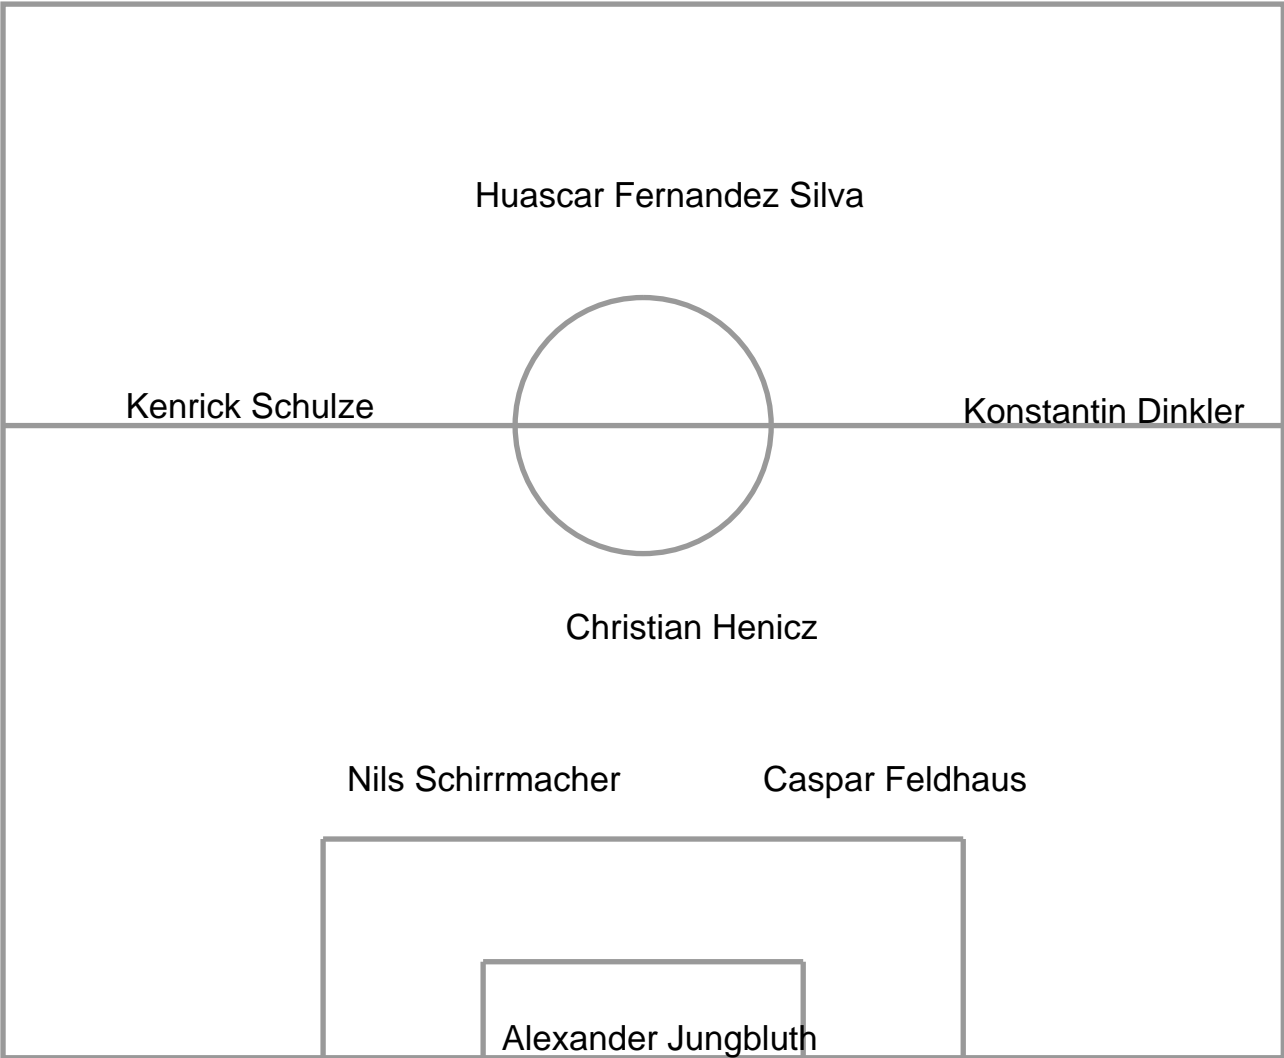 Huascar Fernandez Silva
Kenrick Schulze
Konstantin Dinkler
Christian Henicz
Nils Schirrmacher
Caspar Feldhaus
Alexander Jungbluth